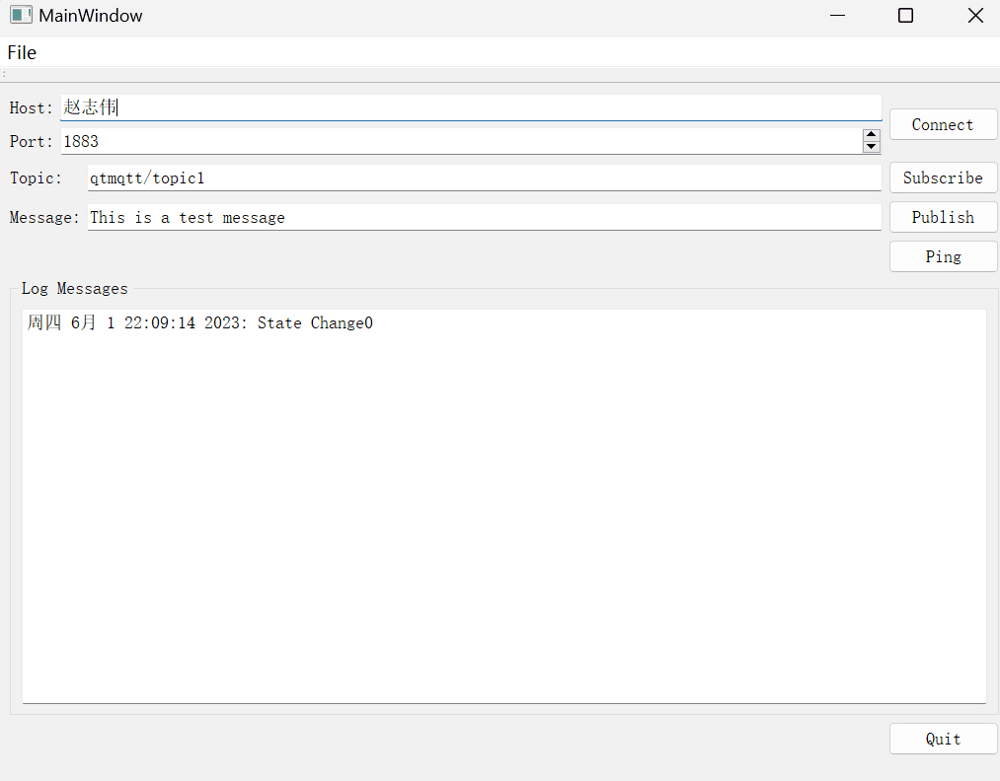 MainWindow
File
Host: 赵志伟
Connect
Port: 1883
Topic: qtmqtt/topic1
Subscribe
Message: This is a test message
Publish
Ping
Log Messages
周四 6月 1 22:09:14 2023: State Change0
Quit